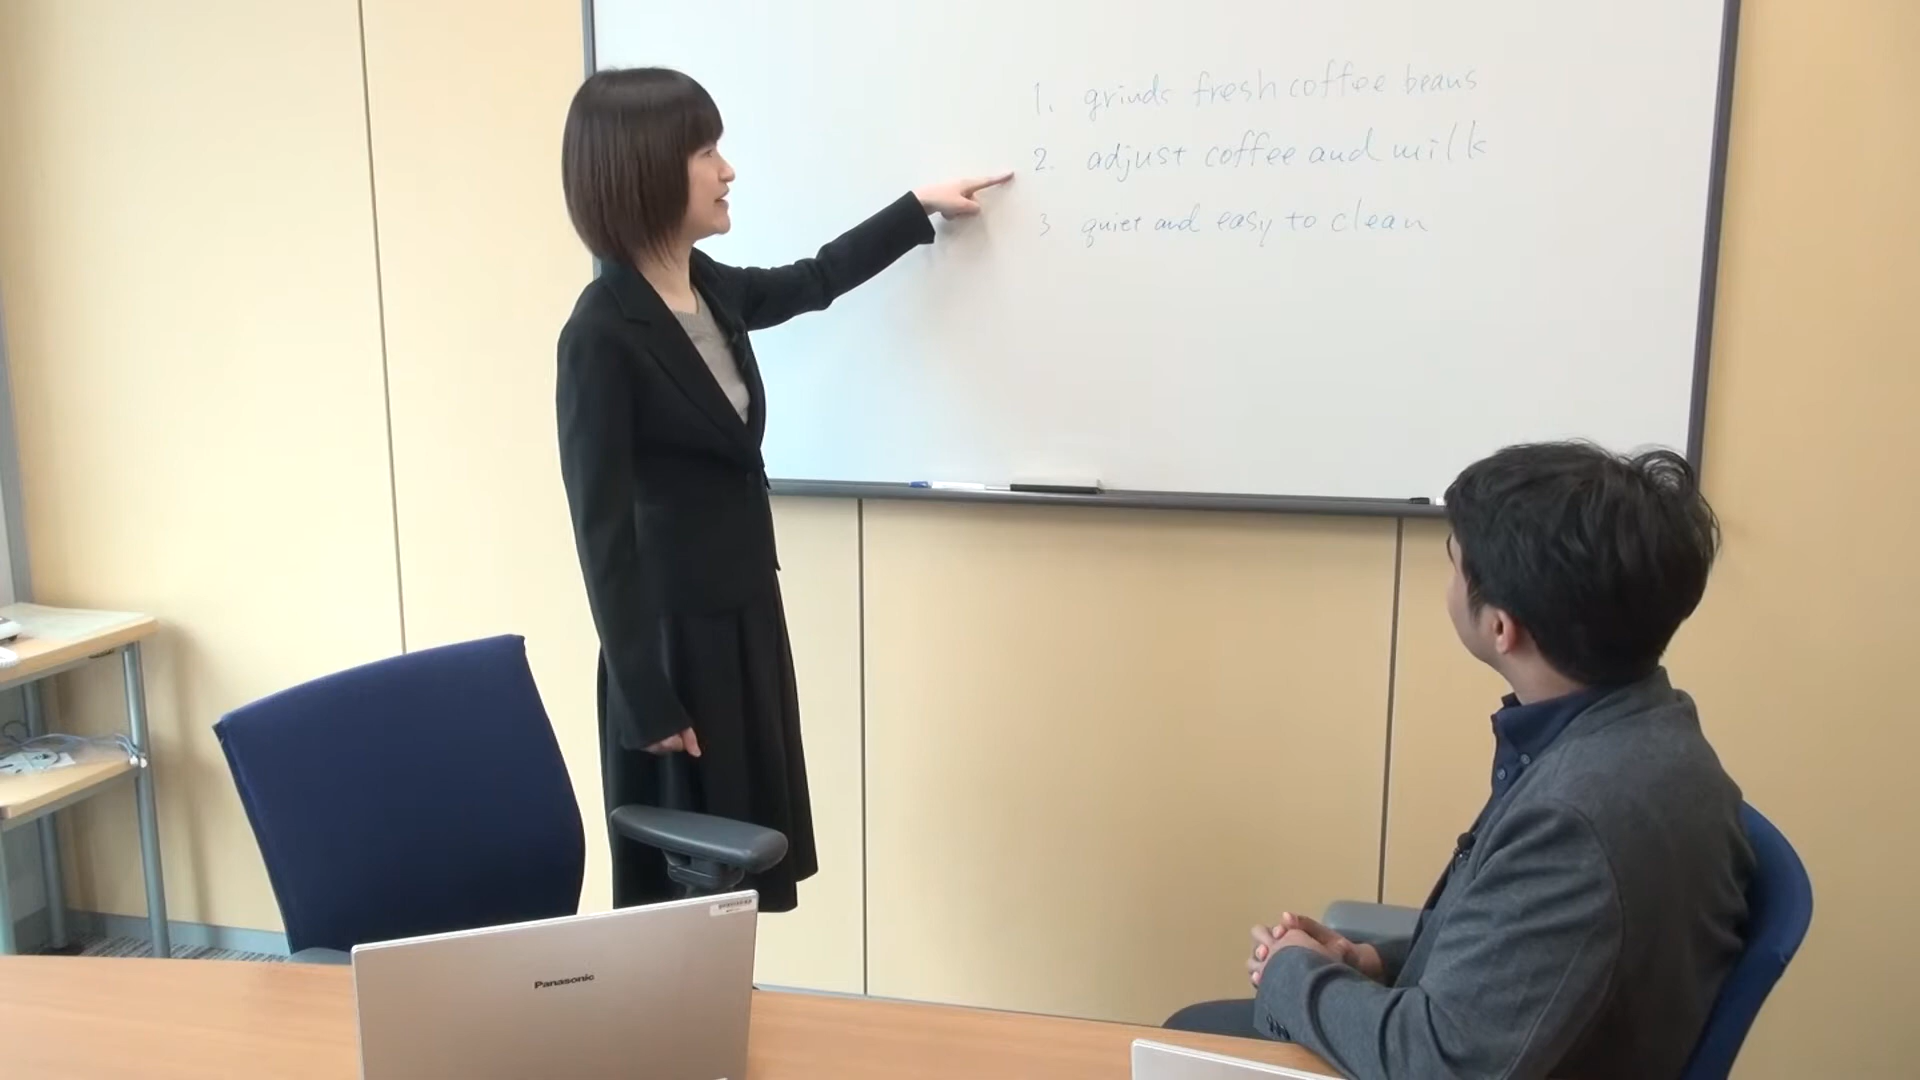 1. grinds fresh coffee beans
2. adjust coffee and milk
3 quiet and easy to clean
Panasonic